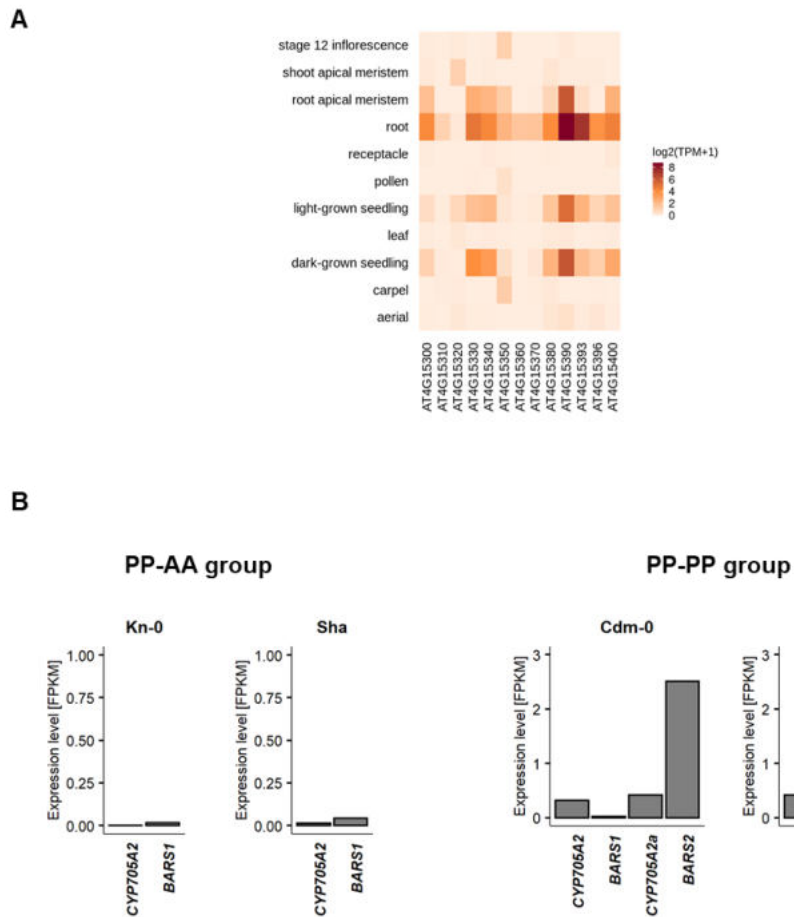 A
stage 12 inflorescence
shoot apical meristem
root apical meristem
root
receptacle
pollen
light-grown seedling
leaf
dark-grown seedling
carpel
aerial
log2(TPM+1)
8
6
4
2
0
AT4G15300
AT4G15310
AT4G15320
AT4G15330
AT4G15340
AT4G15350
AT4G15360
AT4G15370
AT4G15380
AT4G15390
AT4G15393
AT4G15396
AT4G15400
B
PP-AA group
PP-PP group
Kn-0
Expression level [FPKM]
1.00
0.75
0.50
0.25
0.00
CYP705A2
BARS1
Sha
Expression level [FPKM]
1.00
0.75
0.50
0.25
0.00
CYP705A2
BARS1
Cdm-0
Expression level [FPKM]
3
2
1
0
CYP705A2
BARS1
CYP705A2a
BARS2
Expression level [FPKM]
3
2
1
0